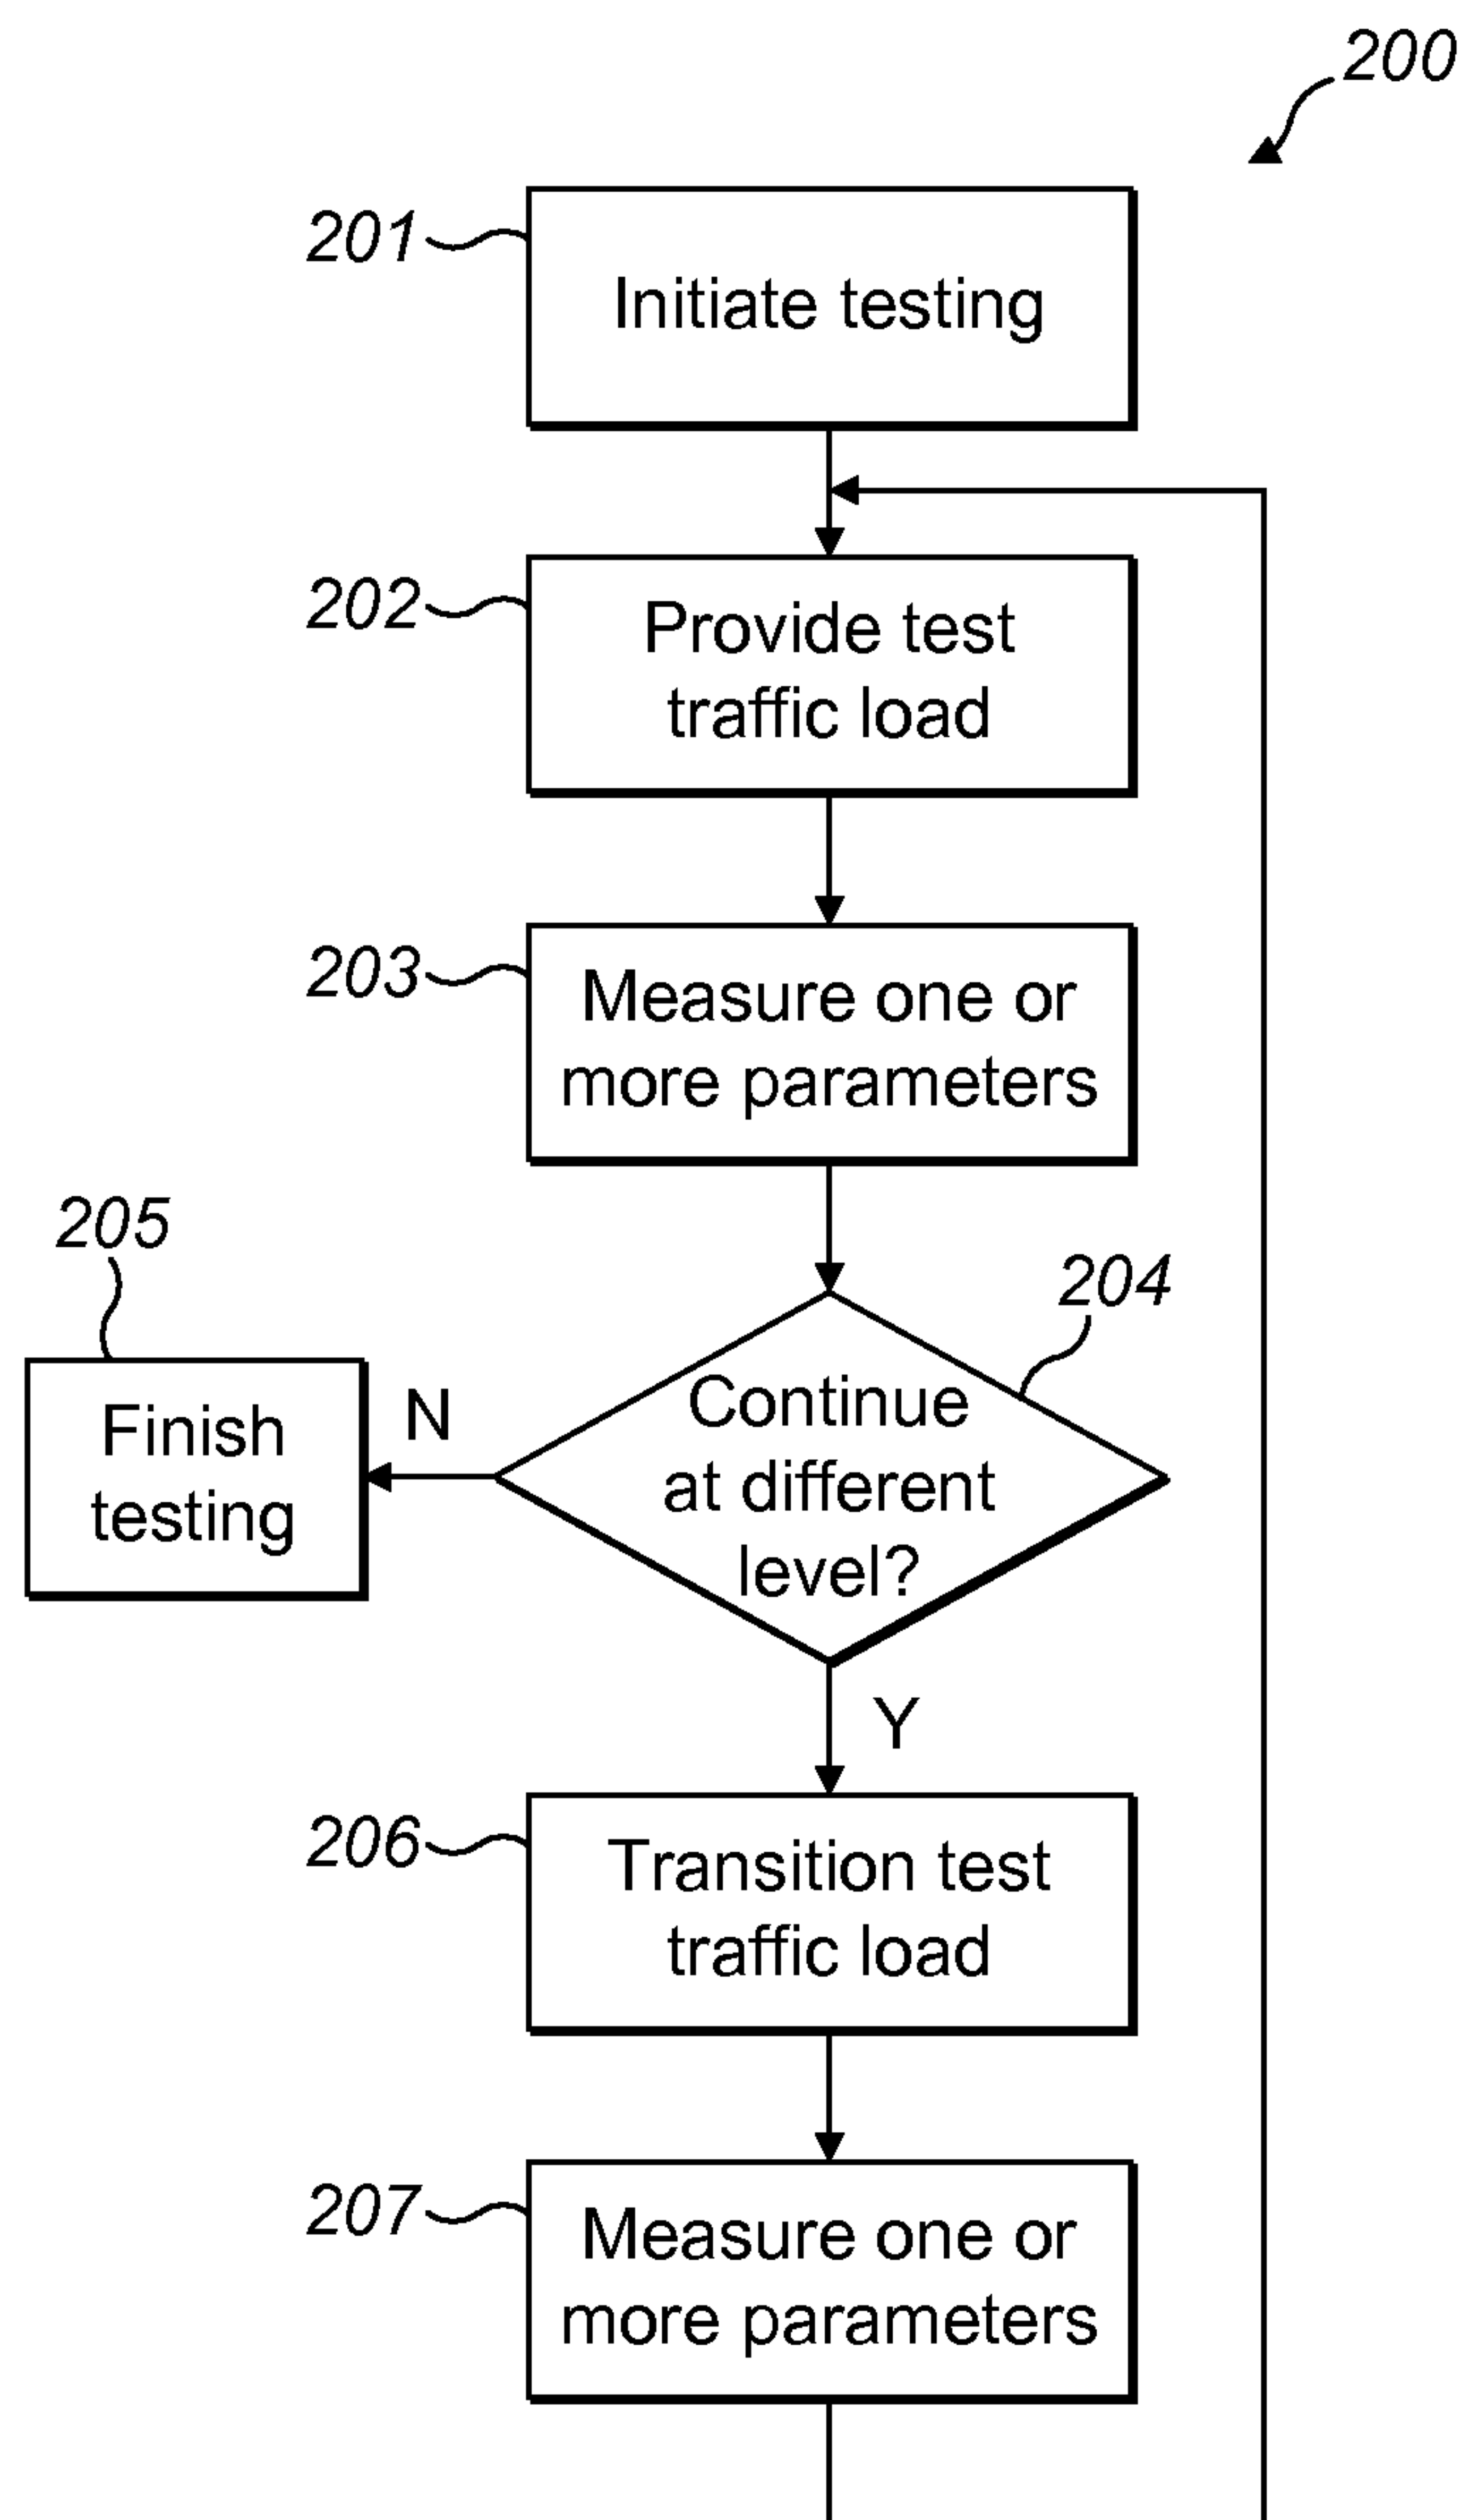 200
201
Initiate testing
202
Provide test
traffic load
203
Measure one or
more parameters
205
204
Finish
testing
N
Continue
at different
level?
Y
206
Transition test
traffic load
207
Measure one or
more parameters